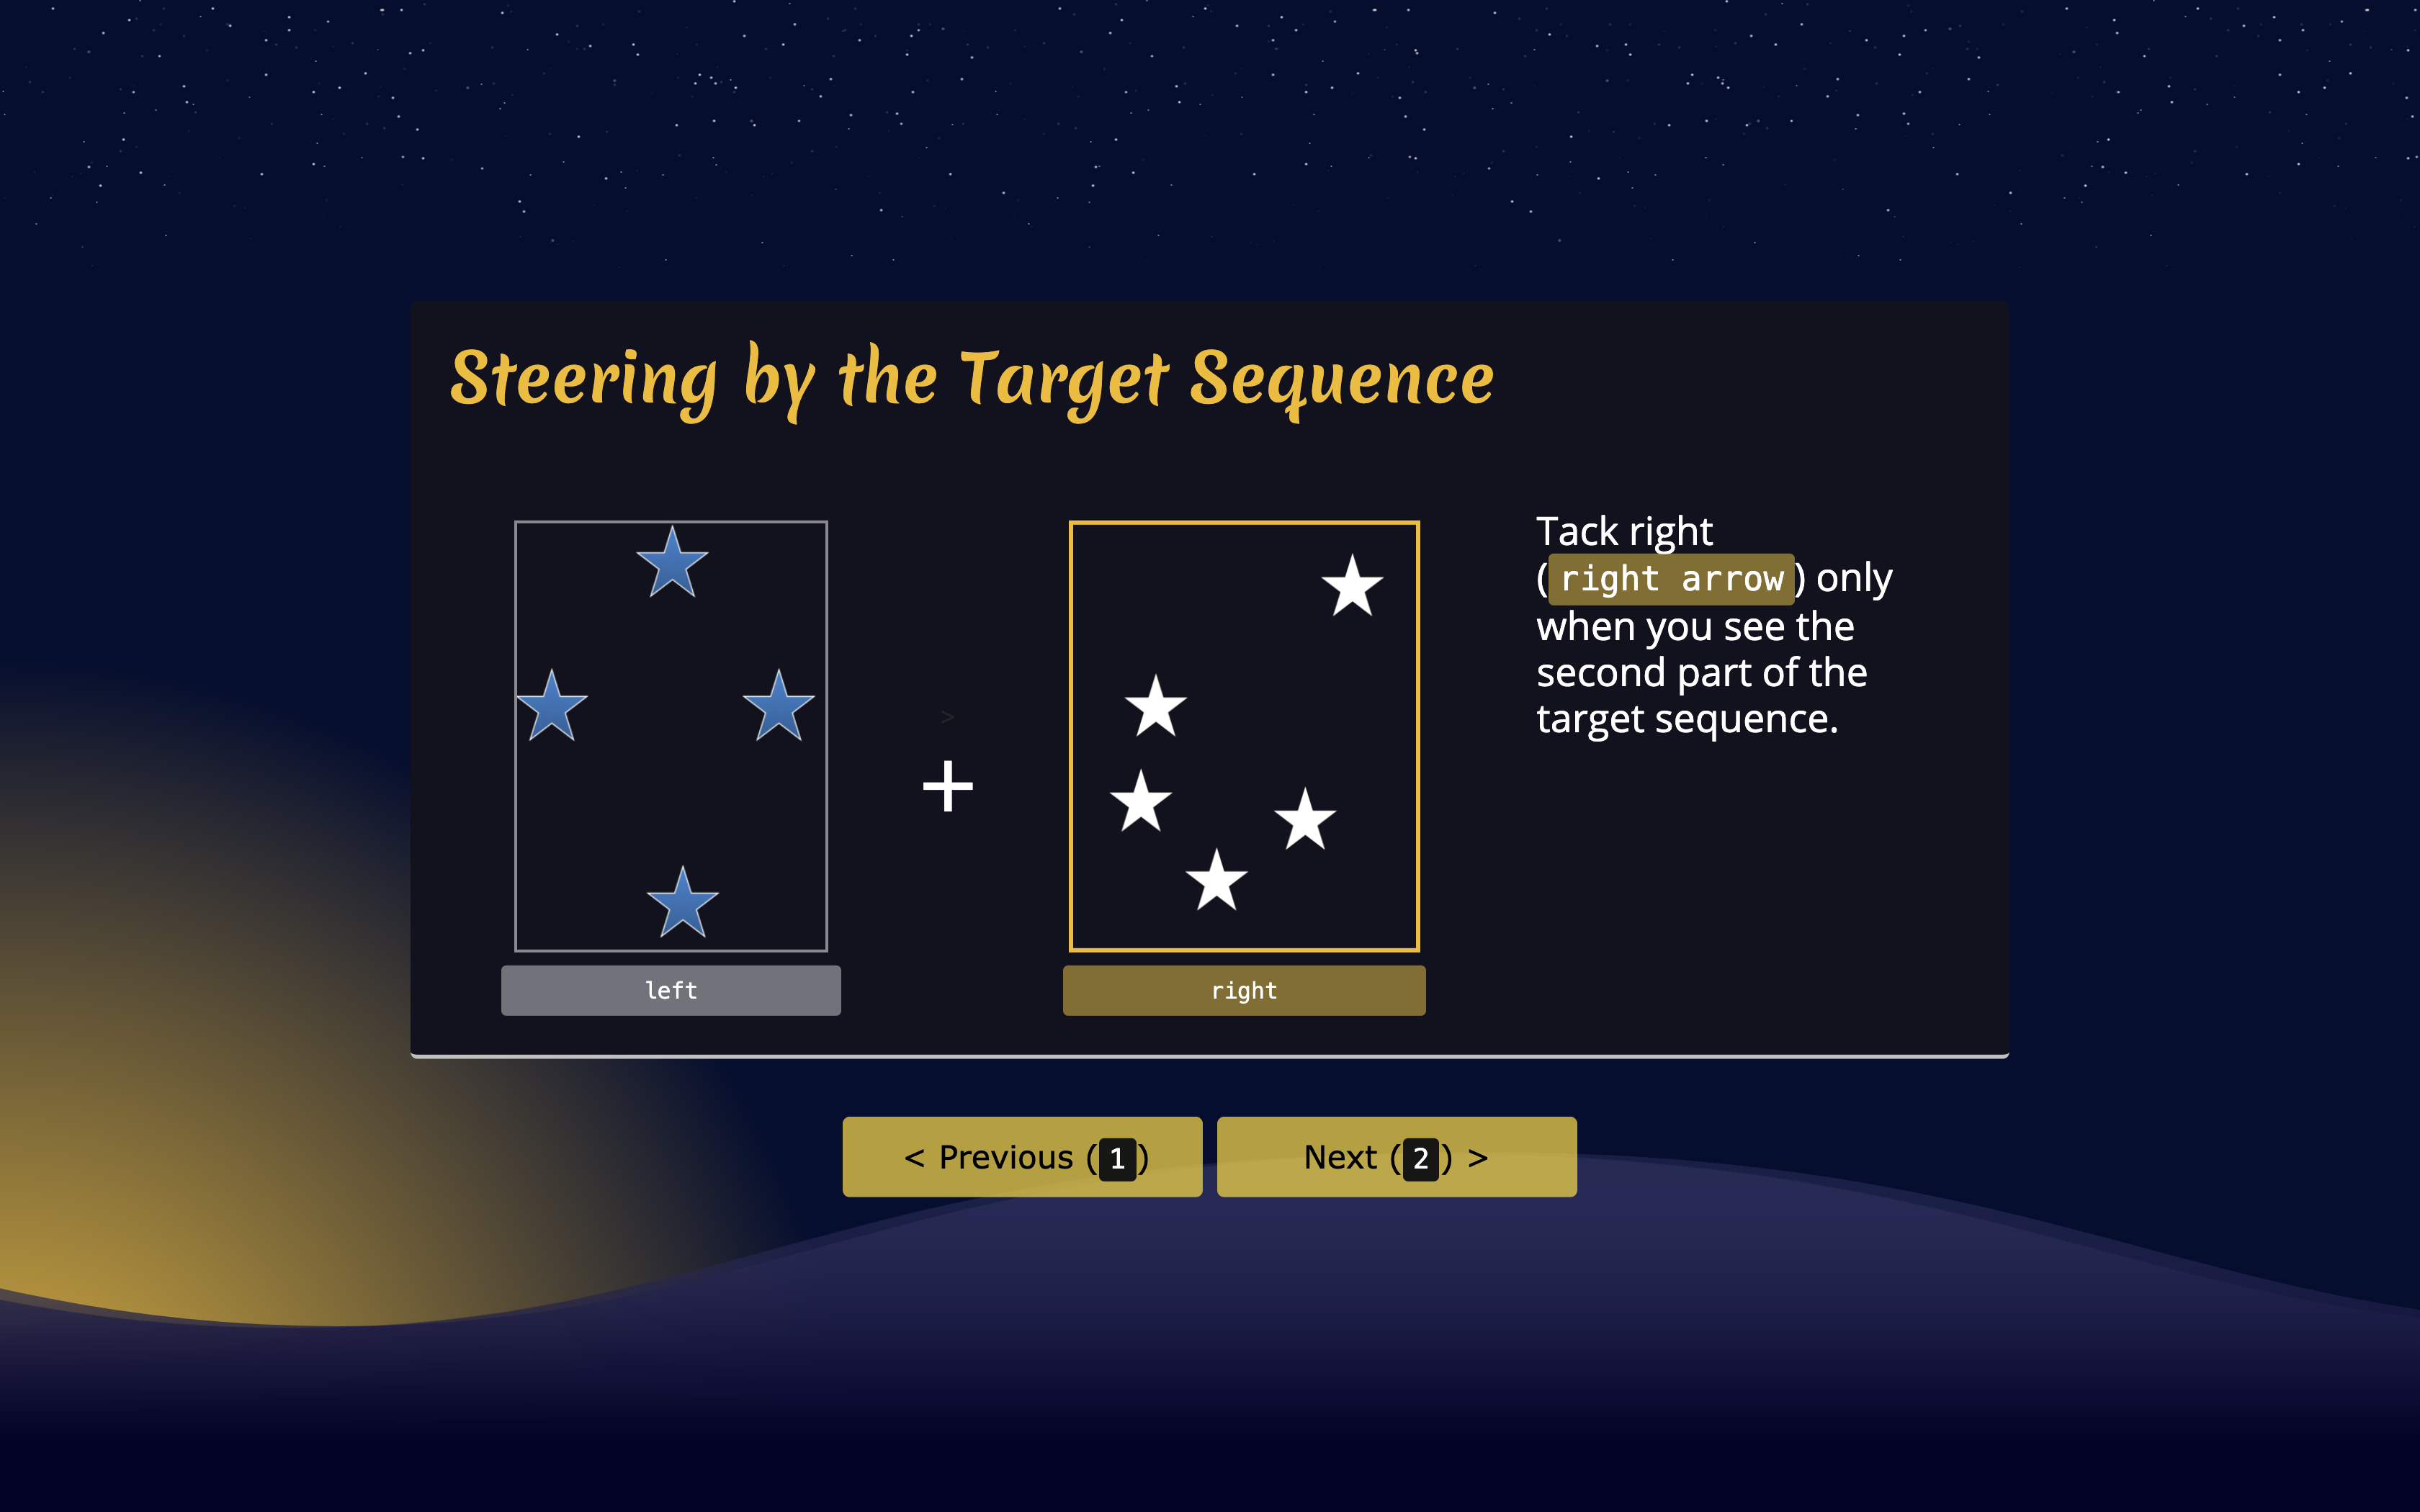 Steering by the Target Sequence
>
+
left
right
Tack right
(right arrow) only
when you see the
second part of the
target sequence.
< Previous (1)
Next (2) >